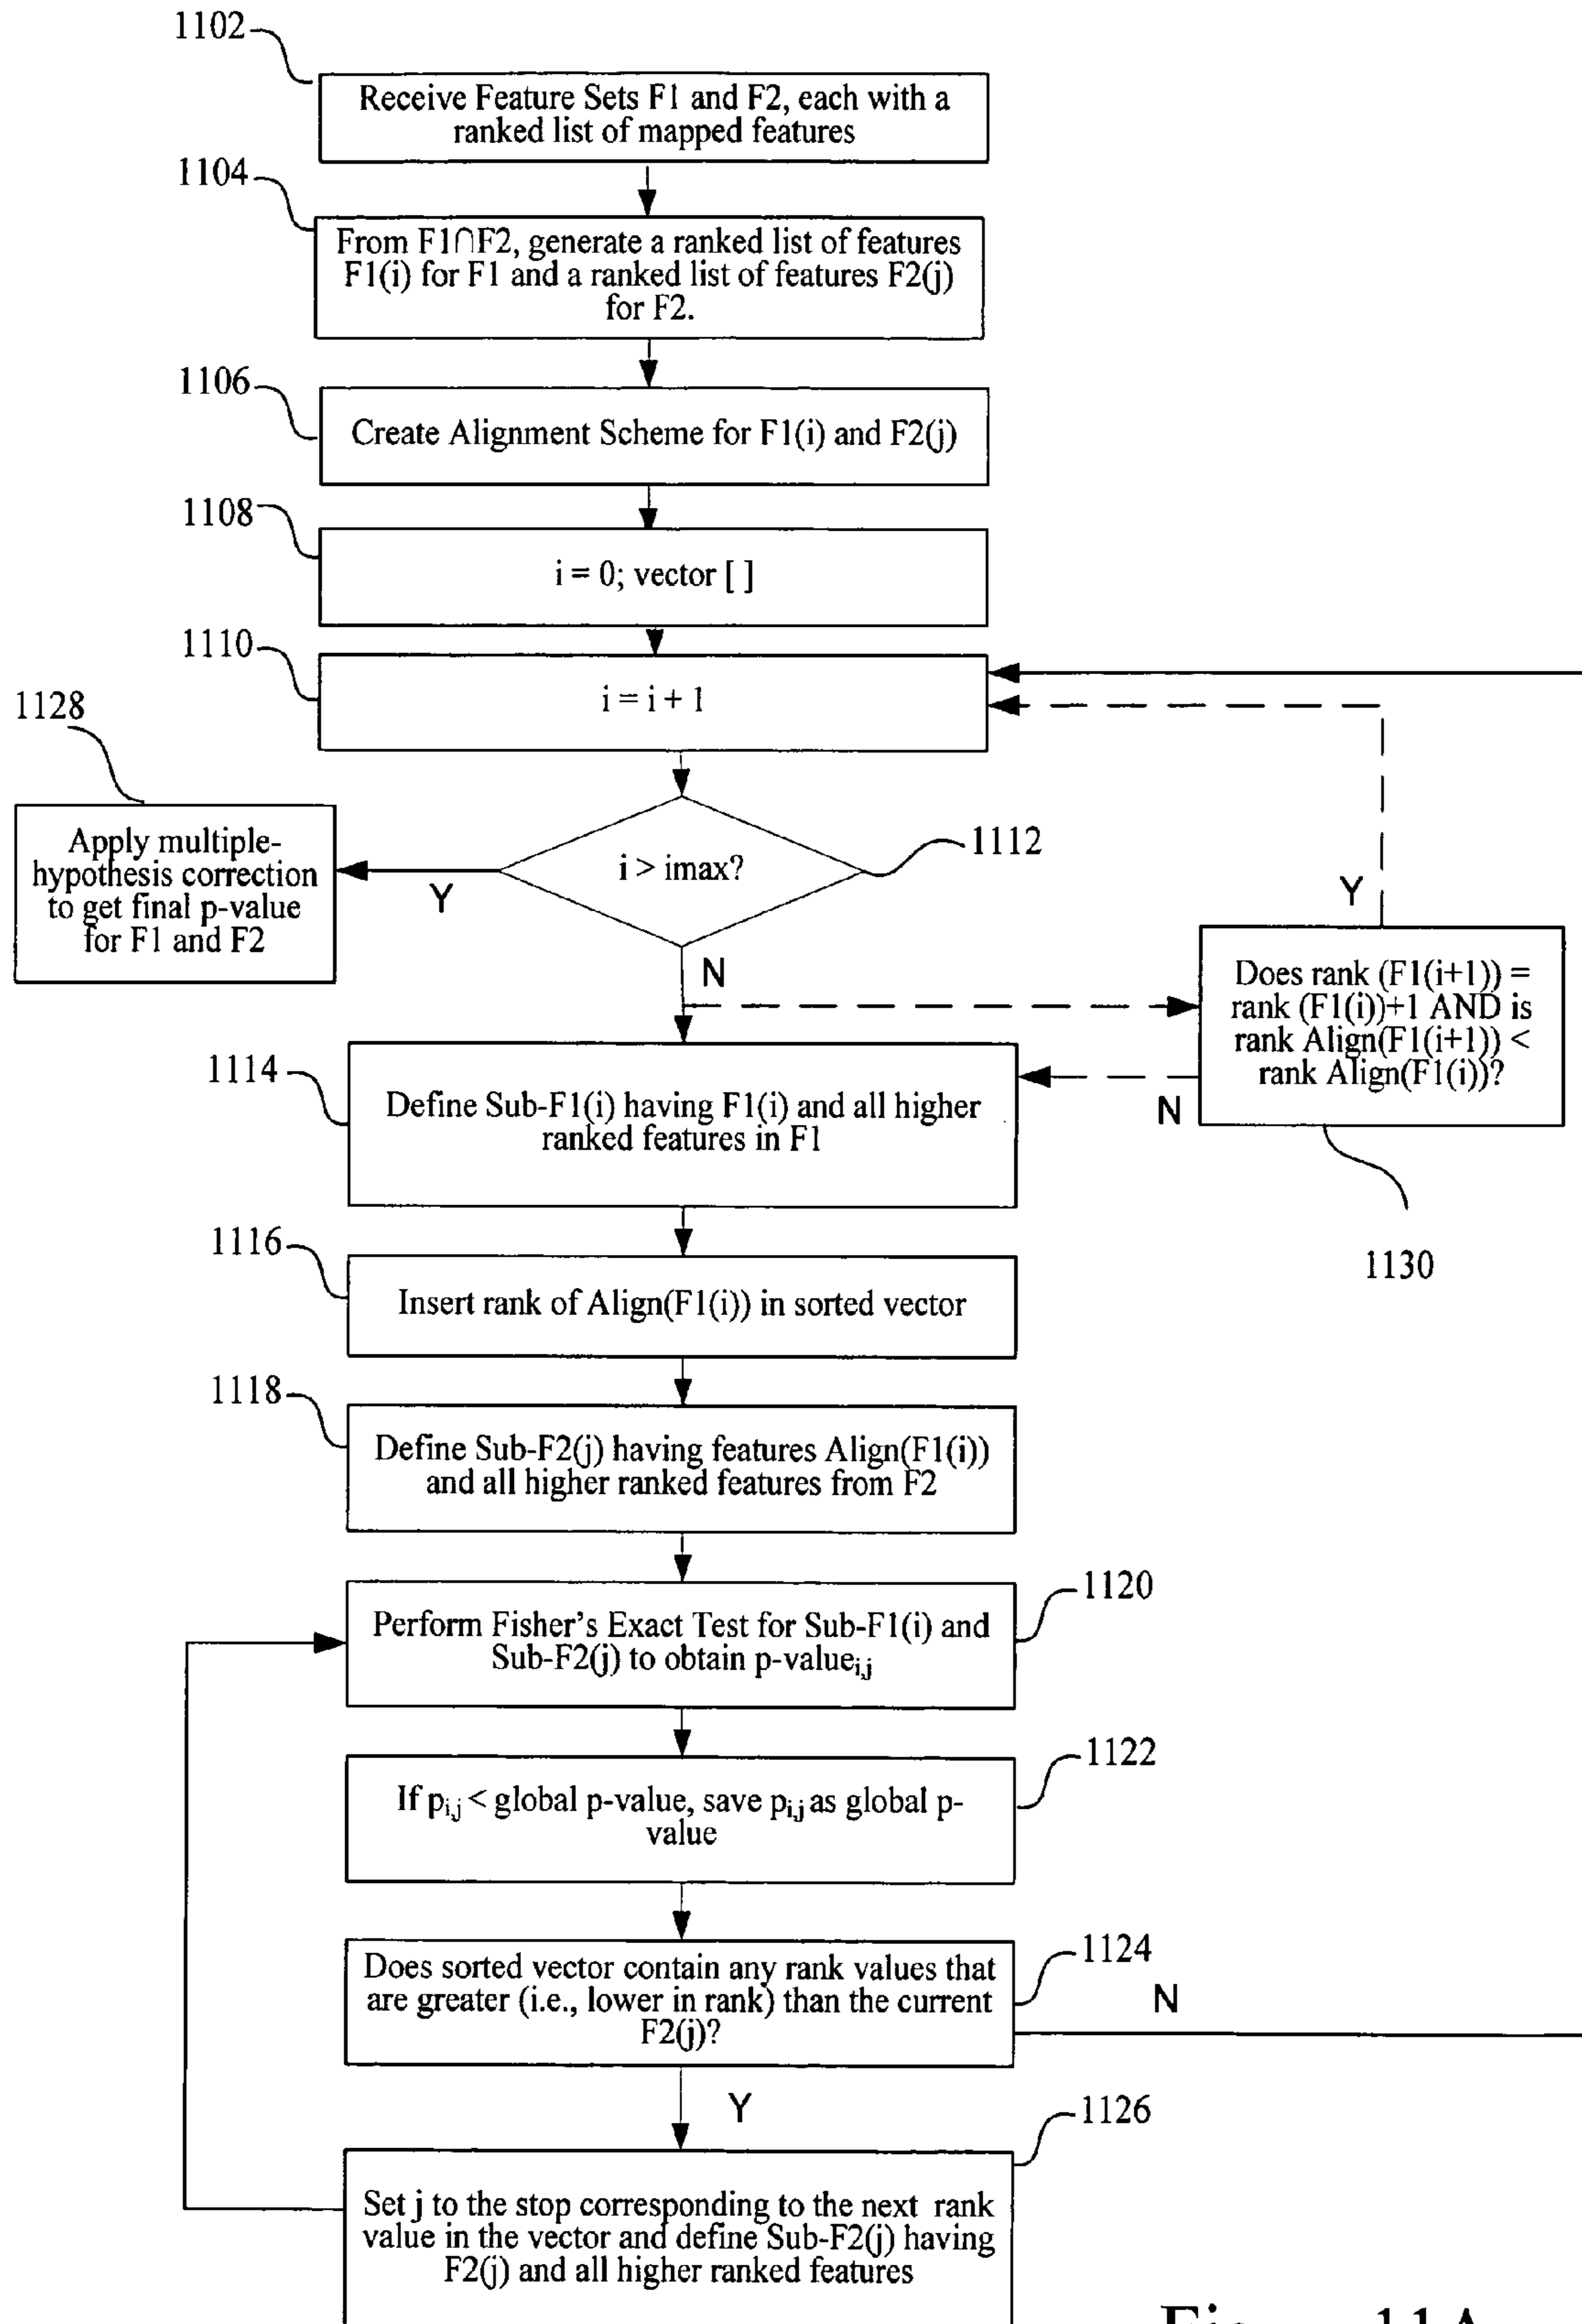 1102
Receive Feature Sets F1 and F2, each with a
ranked list of mapped features
1104
From F1∩F2, generate a ranked list of features
F1(i) for F1 and a ranked list of features F2(j)
for F2.
1106
Create Alignment Scheme for F1(i) and F2(j)
1108
i = 0; vector [ ]
1110
i = i + 1
1128
Apply multiple-
hypothesis correction
to get final p-value
for F1 and F2
Y
i > imax?
1112
N
Y
Does rank (F1(i+1)) =
rank (F1(i))+1 AND is
rank Align(F1(i+1)) <
rank Align(F1(i))?
N
1130
1114
Define Sub-F1(i) having F1(i) and all higher
ranked features in F1
1116
Insert rank of Align(F1(i)) in sorted vector
1118
Define Sub-F2(j) having features Align(F1(i))
and all higher ranked features from F2
1120
Perform Fisher's Exact Test for Sub-F1(i) and
Sub-F2(j) to obtain p-valuei,j
1122
If pi,j < global p-value, save pi,j as global p-
value
1124
Does sorted vector contain any rank values that
are greater (i.e., lower in rank) than the current
F2(j)?
N
Y
1126
Set j to the stop corresponding to the next rank
value in the vector and define Sub-F2(j) having
F2(j) and all higher ranked features